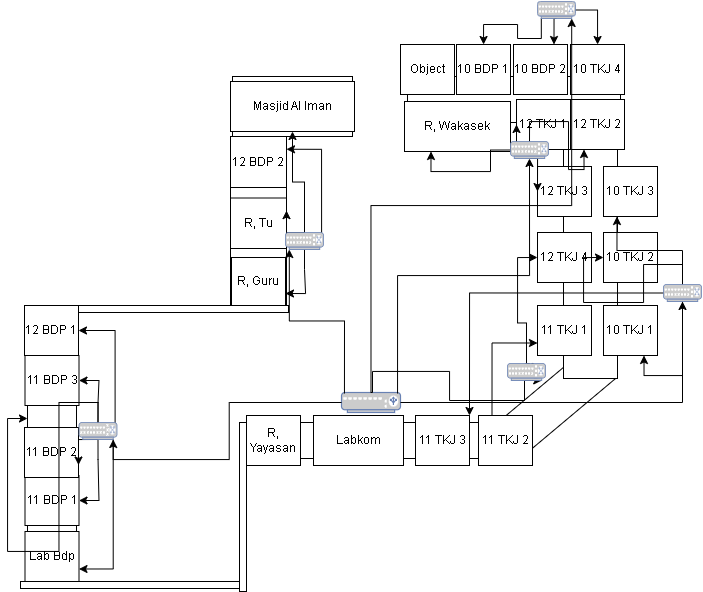 Object
10 BDP 1
10 BDP 2
10 TKJ 4
Masjid Al Iman
R, Wakasek
12 TKJ 1
12 TKJ 2
12 BDP 2
12 TKJ 3
10 TKJ 3
R, Tu
12 TKJ 4
10 TKJ 2
R, Guru
12 BDP 1
11 TKJ 1
10 TKJ 1
11 BDP 3
R,
Yayasan
Labkom
11 TKJ 3
11 TKJ 2
11 BDP 2
11 BDP 1
Lab Bdp